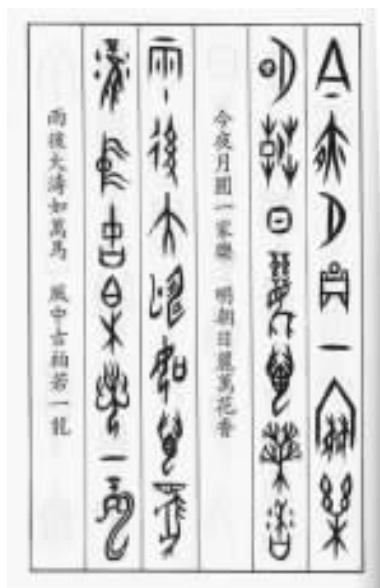 今夜月圓一家樂
明朝日麗萬花香
今夜月圓一家樂 明朝日麗萬花香
雨後大濤如萬馬
風中古柏若一龍
雨後大濤如萬馬 風中古柏若一龍